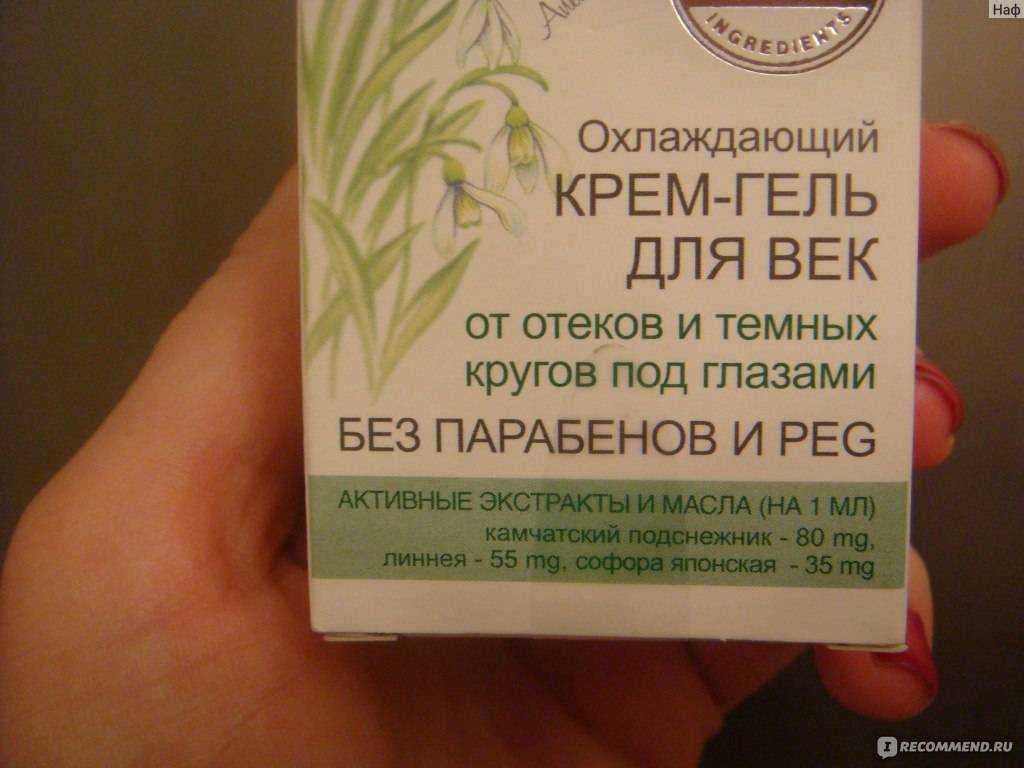 Наф
INGREDIENTS
Охлаждающий
КРЕМ-ГЕЛЬ
ДЛЯ ВЕК
от отеков и темных
кругов под глазами
БЕЗ ПАРАБЕНОВ И PEG
АКТИВНЫЕ ЭКСТРАКТЫ И МАСЛА (НА 1 МЛ)
камчатский подснежник - 80 mg,
линнея - 55 mg, софора японская - 35 mg
IRECOMMEND.RU